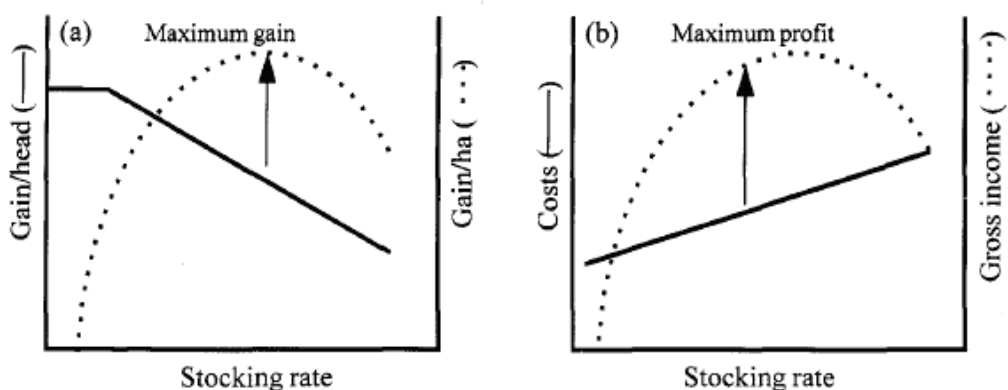 (a)
Maximum gain
Gain/head (——)
Gain/ha (· · ·)
Stocking rate
(b)
Maximum profit
Costs (——)
Gross income (· · ·)
Stocking rate